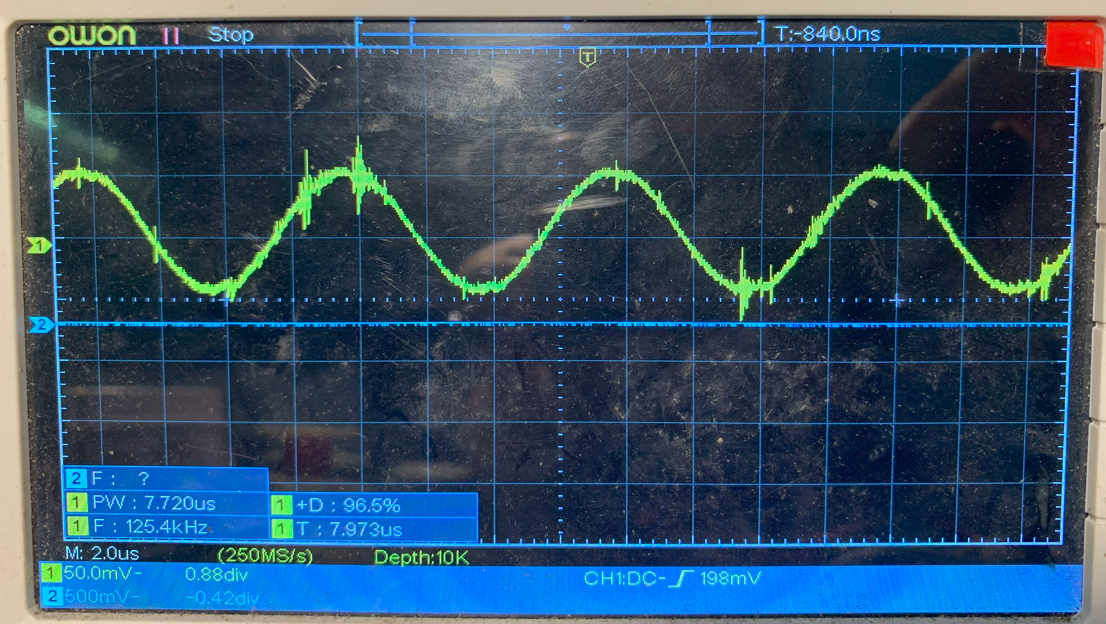 owon Stop T:-840.0ns
T
1
2
2 F : ?
1 PW : 7.720us 1 +D : 96.5%
1 F : 125.4kHz 1 T : 7.973us
M: 2.0us (250MS/s) Depth:10K
1 50.0mV- 0.88div CH1:DC- 198mV
2 500mV- -0.42div